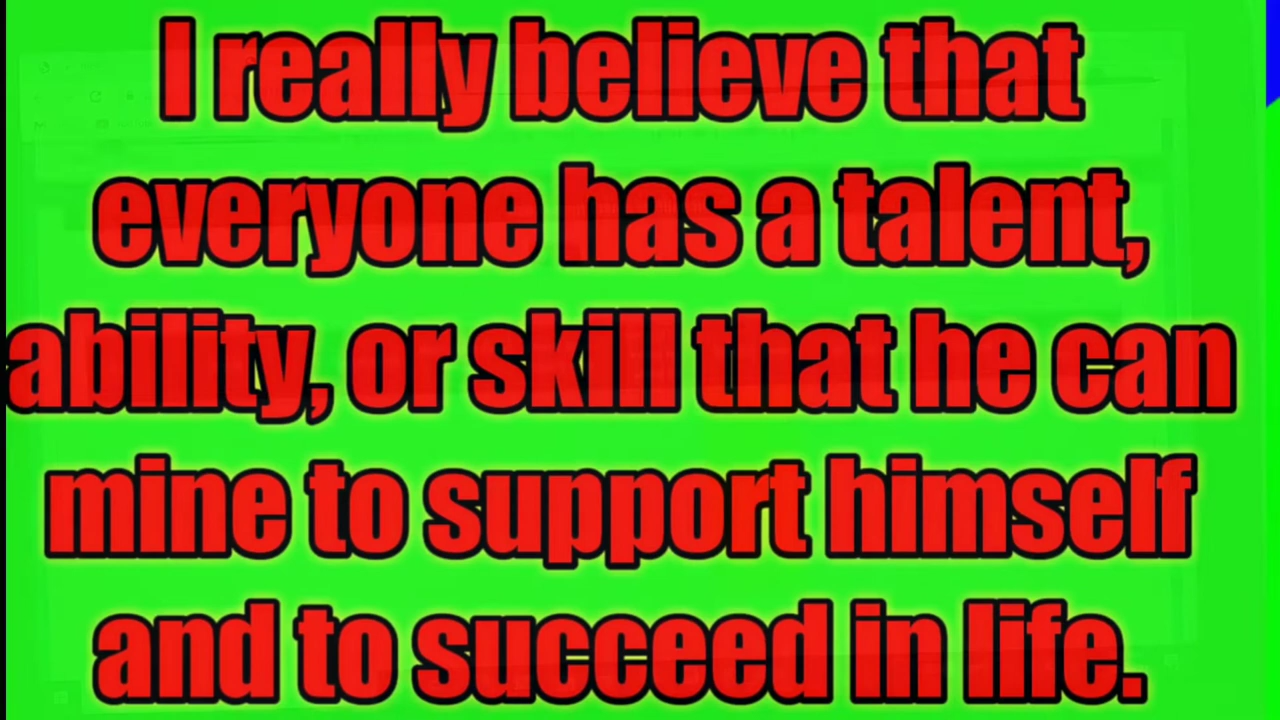 I really believe that
everyone has a talent,
ability, or skill that he can
mine to support himself
and to succeed in life.